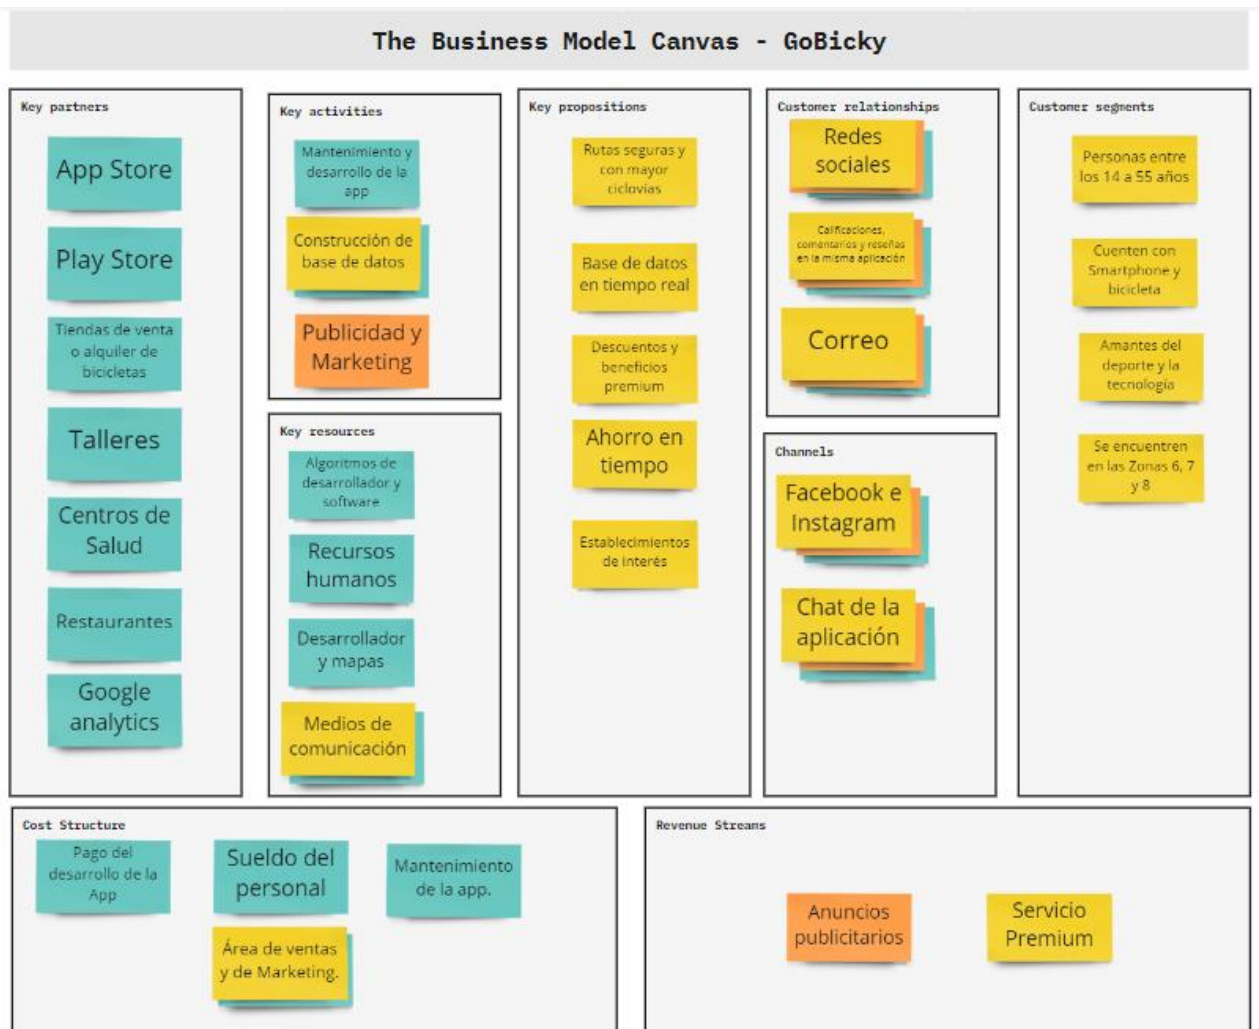 The Business Model Canvas - GoBicky
Key partners
App Store
Play Store
Tiendas de venta
o alquiler de
bicicletas
Talleres
Centros de
Salud
Restaurantes
Google
analytics
Key activities
Mantenimiento y
desarrollo de la
app
Construcción de
base de datos
Publicidad y
Marketing
Key resources
Algoritmos de
desarrollador y
software
Recursos
humanos
Desarrollador
y mapas
Medios de
comunicación
Key propositions
Rutas seguras y
con mayor
ciclovías
Base de datos
en tiempo real
Descuentos y
beneficios
premium
Ahorro en
tiempo
Establecimientos
de interés
Customer relationships
Redes
sociales
Calificaciones,
comentarios y reseñas
en la misma aplicación
Correo
Channels
Facebook e
Instagram
Chat de la
aplicación
Customer segments
Personas entre
los 14 a 55 años
Cuenten con
Smartphone y
bicicleta
Amantes del
deporte y la
tecnología
Se encuentren
en las Zonas 6, 7
y 8
Cost Structure
Pago del
desarrollo de la
App
Sueldo del
personal
Mantenimiento
de la app.
Área de ventas
y de Marketing.
Revenue Streams
Anuncios
publicitarios
Servicio
Premium